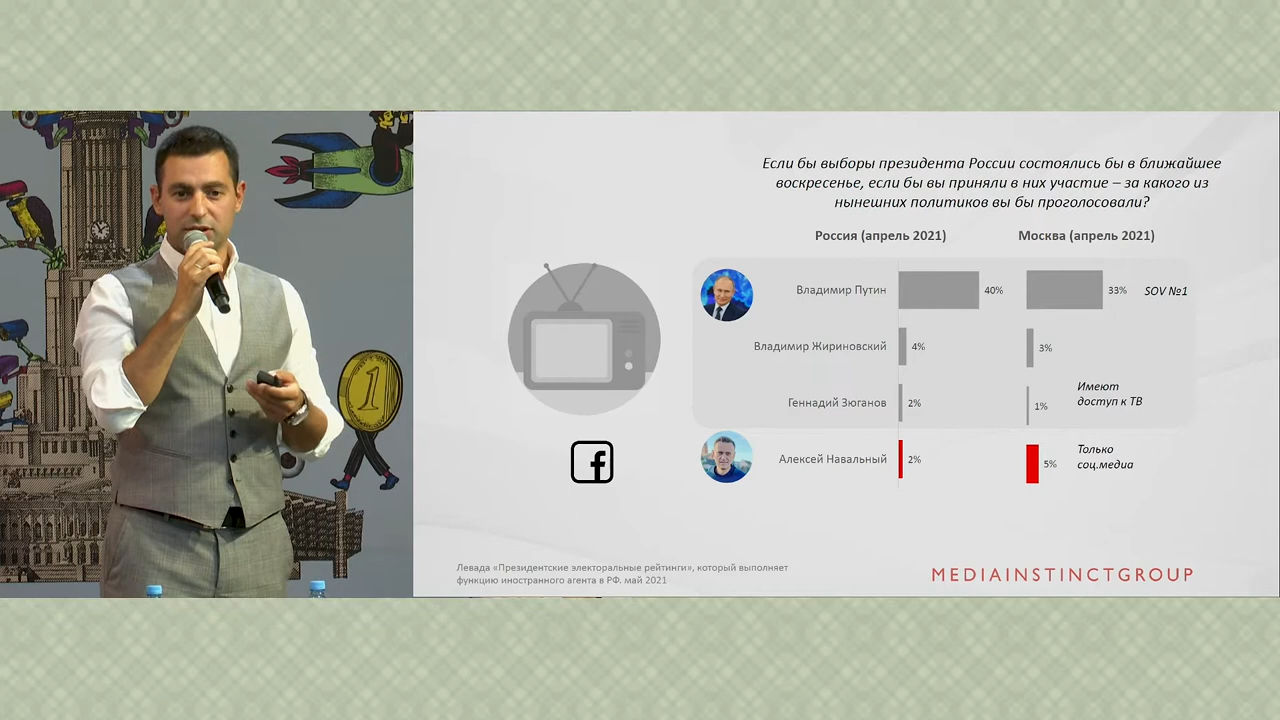 Если бы выборы президента России состоялись бы в ближайшее
воскресенье, если бы вы приняли в них участие – за какого из
нынешних политиков вы бы проголосовали?
Россия (апрель 2021)
Москва (апрель 2021)
Владимир Путин
40%
33%
SOV №1
Владимир Жириновский
4%
3%
Геннадий Зюганов
2%
1%
Имеют
доступ к ТВ
Алексей Навальный
2%
5%
Только
соц.медиа
Левада «Президентские электоральные рейтинги», который выполняет
функцию иностранного агента в РФ. май 2021
MEDIAINSTINCTGROUP
1